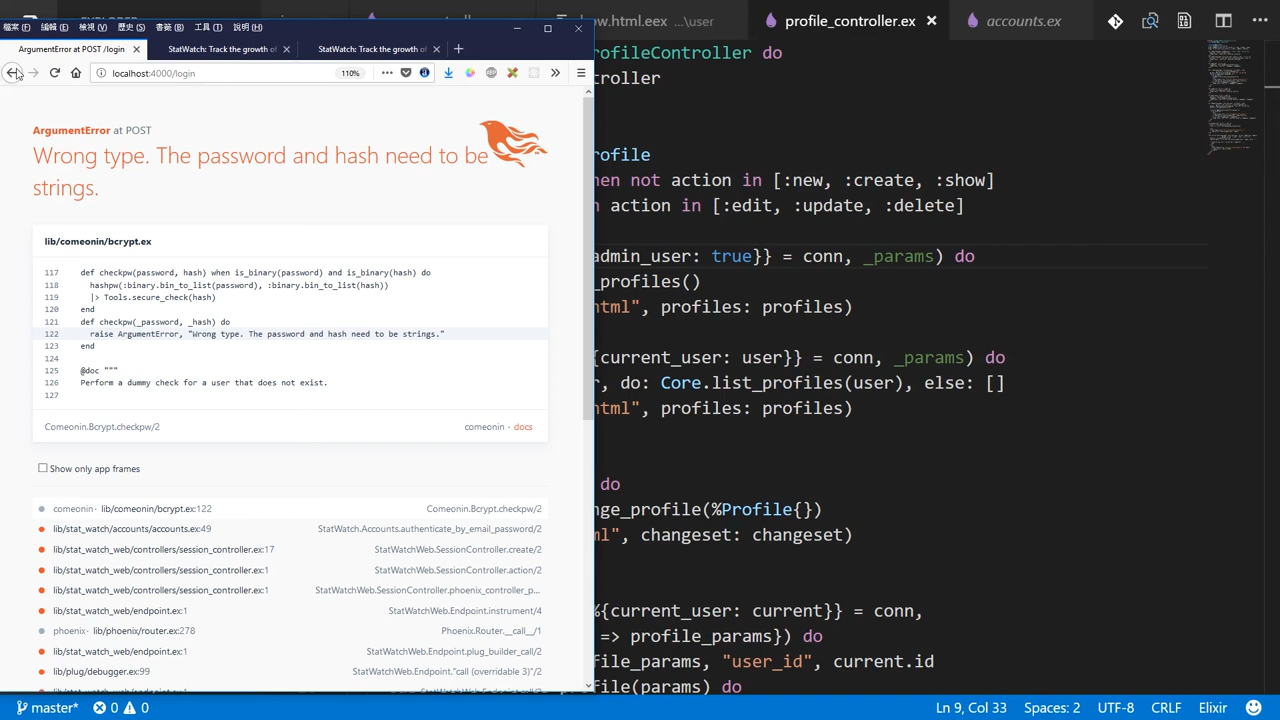 檔案 (F) 編輯 (E) 檢視 (V) 歷史 (S) 書籤 (B) 工具 (T) 說明 (H)
ow.html.eex ...\user
profile_controller.ex
accounts.ex
ArgumentError at POST /login
StatWatch: Track the growth of
StatWatch: Track the growth of
localhost:4000/login
110%
ArgumentError at POST
Wrong type. The password and hash need to be
strings.
lib/comeonin/bcrypt.ex
117 def checkpw(password, hash) when is_binary(password) and is_binary(hash) do
118 hashpw(:binary.bin_to_list(password), :binary.bin_to_list(hash))
119 |> Tools.secure_check(hash)
120 end
121 def checkpw(_password, _hash) do
122 raise ArgumentError, "Wrong type. The password and hash need to be strings."
123 end
124
125 @doc """
126 Perform a dummy check for a user that does not exist.
127
Comeonin.Bcrypt.checkpw/2
comeonin · docs
Show only app frames
comeonin · lib/comeonin/bcrypt.ex:122 Comeonin.Bcrypt.checkpw/2
lib/stat_watch/accounts/accounts.ex:49 StatWatch.Accounts.authenticate_by_email_password/2
lib/stat_watch_web/controllers/session_controller.ex:17 StatWatchWeb.SessionController.create/2
lib/stat_watch_web/controllers/session_controller.ex:1 StatWatchWeb.SessionController.action/2
lib/stat_watch_web/controllers/session_controller.ex:1 StatWatchWeb.SessionController.phoenix_controller_p...
lib/stat_watch_web/endpoint.ex:1 StatWatchWeb.Endpoint.instrument/4
phoenix · lib/phoenix/router.ex:278 Phoenix.Router.__call__/1
lib/stat_watch_web/endpoint.ex:1 StatWatchWeb.Endpoint.plug_builder_call/2
lib/plug/debugger.ex:99 StatWatchWeb.Endpoint."call (overridable 3)"/2
rofileController do
troller
rofile
hen not action in [:new, :create, :show]
n action in [:edit, :update, :delete]
admin_user: true}} = conn, _params) do
_profiles()
html", profiles: profiles)
{current_user: user}} = conn, _params) do
r, do: Core.list_profiles(user), else: []
html", profiles: profiles)
do
nge_profile(%Profile{})
ml", changeset: changeset)
%{current_user: current}} = conn,
=> profile_params}) do
file_params, "user_id", current.id
file(params) do
master* 0 0
Ln 9, Col 33 Spaces: 2 UTF-8 CRLF Elixir